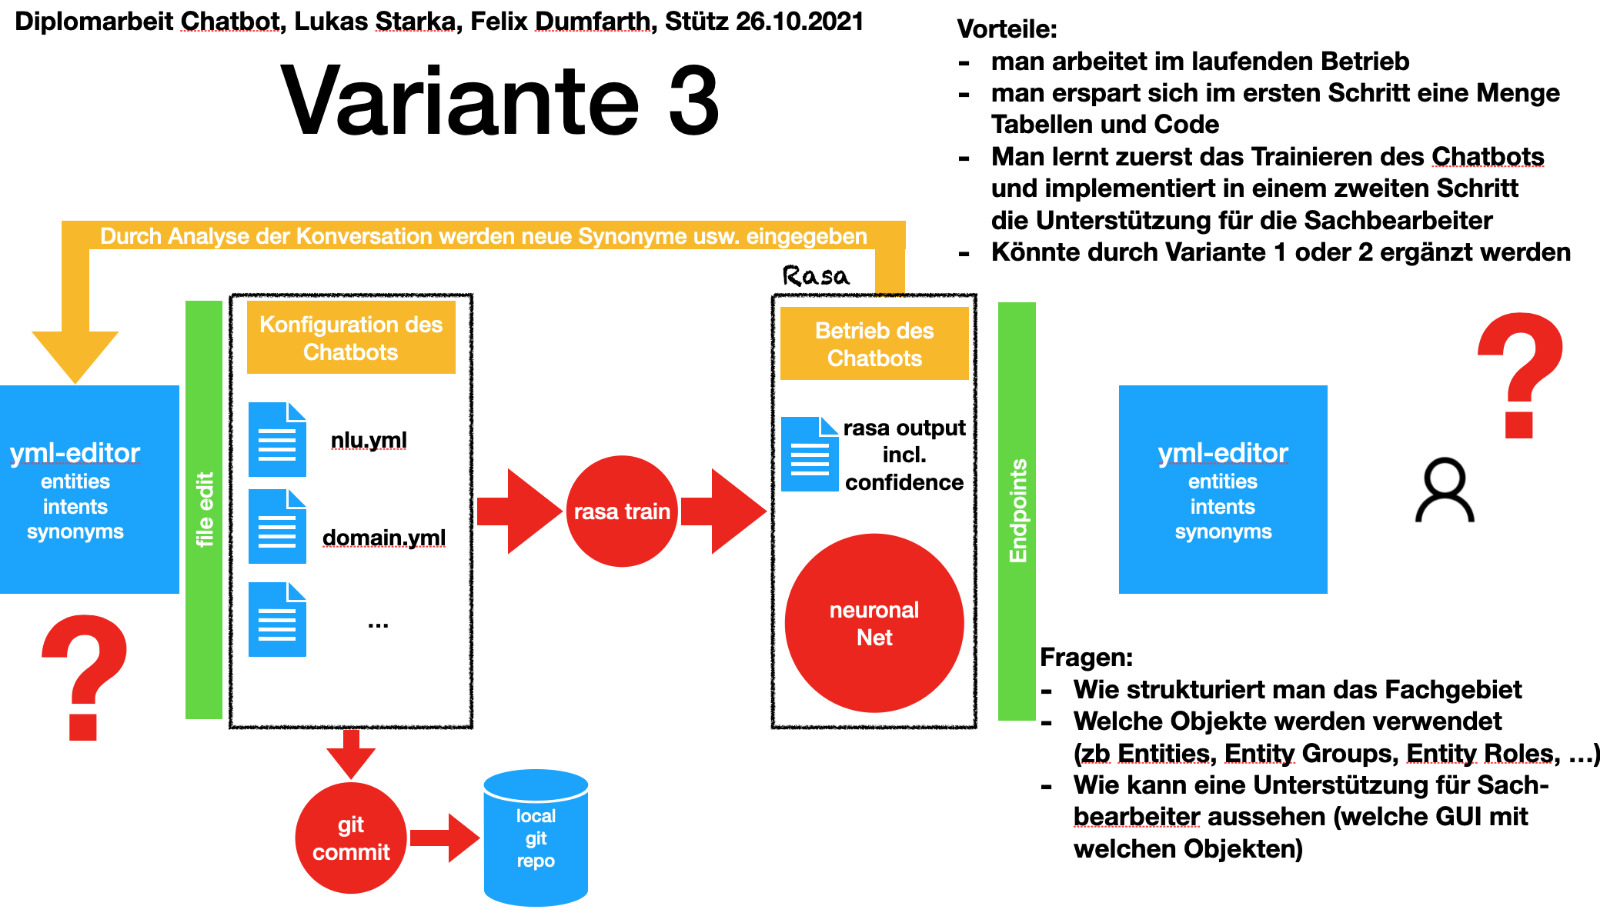 Diplomarbeit Chatbot, Lukas Starka, Felix Dumfarth, Stütz 26.10.2021
Variante 3
Vorteile:
- man arbeitet im laufenden Betrieb
- man erspart sich im ersten Schritt eine Menge
Tabellen und Code
- Man lernt zuerst das Trainieren des Chatbots
und implementiert in einem zweiten Schritt
die Unterstützung für die Sachbearbeiter
- Könnte durch Variante 1 oder 2 ergänzt werden
Durch Analyse der Konversation werden neue Synonyme usw. eingegeben
Rasa
yml-editor
entities
intents
synonyms
?
file edit
Konfiguration des
Chatbots
nlu.yml
domain.yml
...
rasa train
Betrieb des
Chatbots
rasa output
incl.
confidence
neuronal
Net
Endpoints
yml-editor
entities
intents
synonyms
?
git
commit
local
git
repo
Fragen:
- Wie strukturiert man das Fachgebiet
- Welche Objekte werden verwendet
(zb Entities, Entity Groups, Entity Roles, ...)
- Wie kann eine Unterstützung für Sach-
bearbeiter aussehen (welche GUI mit
welchen Objekten)